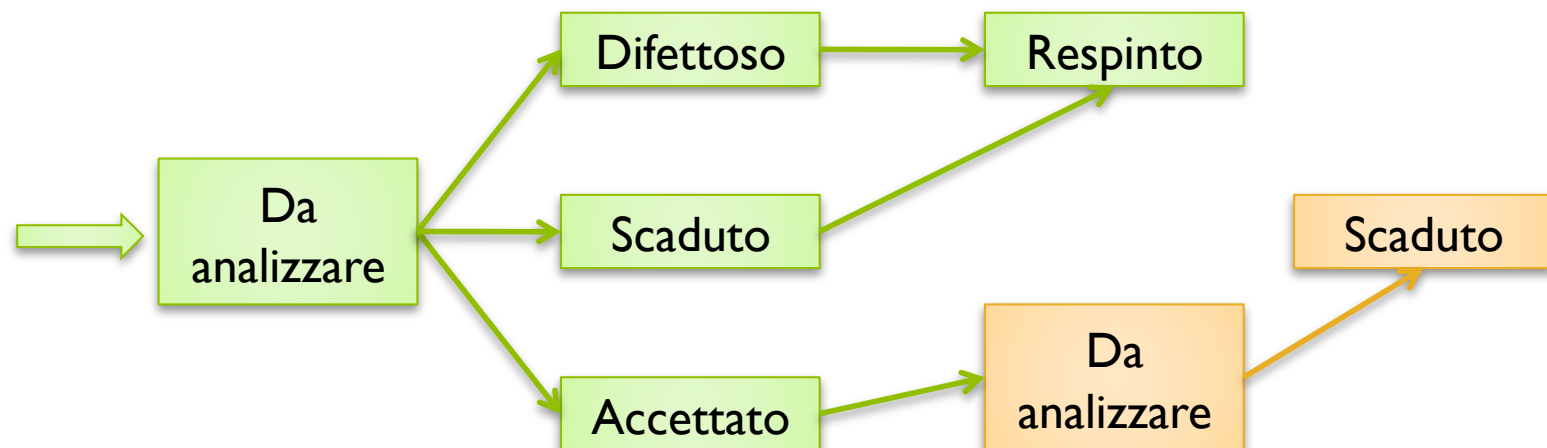 Difettoso
Respinto
Da
analizzare
Scaduto
Scaduto
Accettato
Da
analizzare